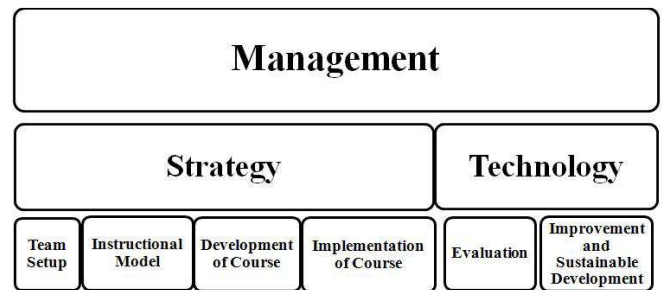 Management
Strategy
Technology
Team
Setup
Instructional
Model
Development
of Course
Implementation
of Course
Evaluation
Improvement
and
Sustainable
Development